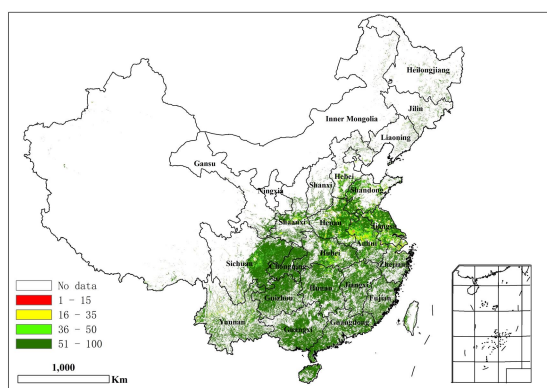 Heilongjiang
Jilin
Inner Mongolia
Liaoning
Gansu
Hebei
Ningxia
Shanxi
Shandong
Shaanxi
Henan
Jiangsu
Anhui
Sichuan
Chongqing
Hubei
Zhejiang
Guizhou
Hunan
Jiangxi
Fujian
Yunnan
Guangxi
Guangdong
No data
1 - 15
16 - 35
36 - 50
51 - 100
1,000
Km